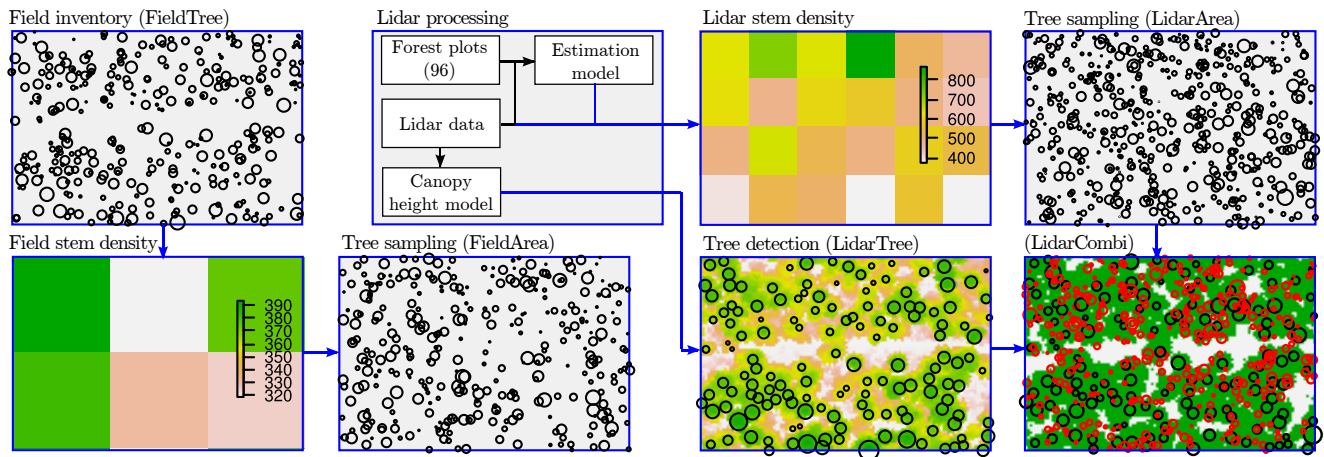 Field inventory (FieldTree)
Lidar processing
Lidar stem density
Tree sampling (LidarArea)
Forest plots
(96)
Estimation
model
Lidar data
Canopy
height model
800
700
600
500
400
Field stem density
Tree sampling (FieldArea)
Tree detection (LidarTree)
(LidarCombi)
390
380
370
360
350
340
330
320